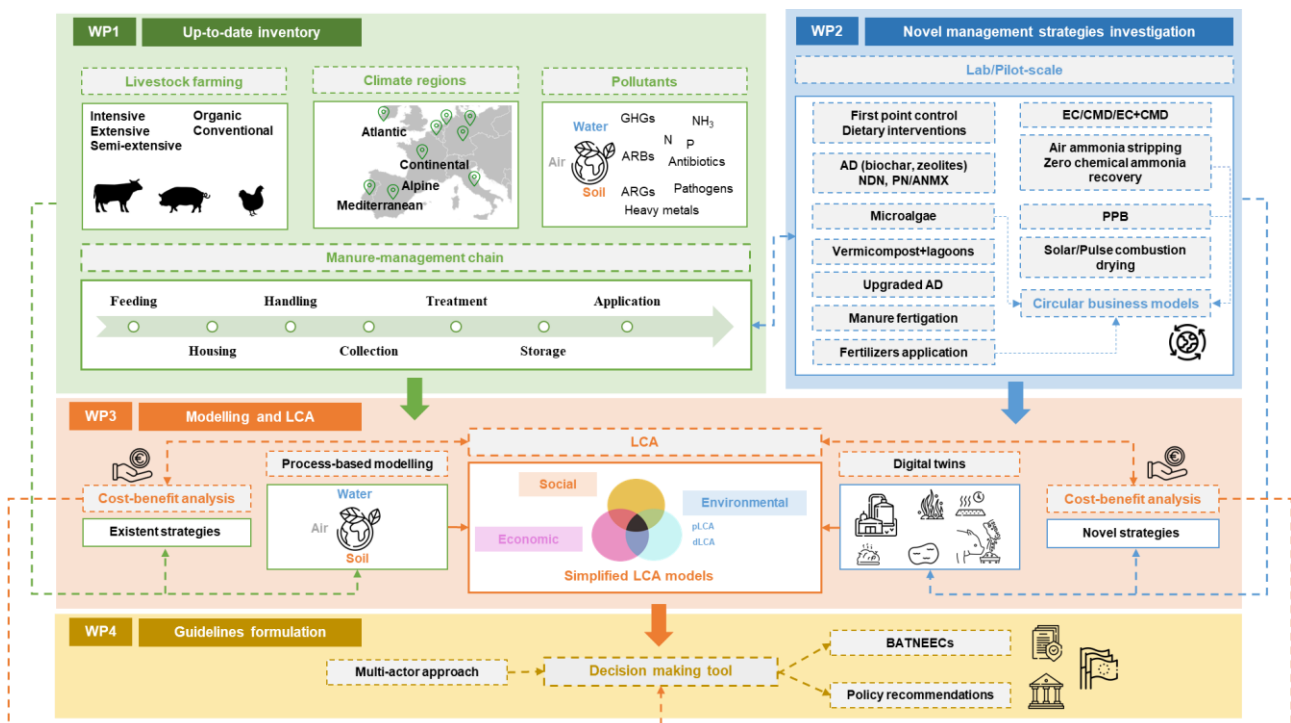 WP1
Up-to-date inventory
Livestock farming
Intensive
Extensive
Semi-extensive
Organic
Conventional
Climate regions
Atlantic
Continental
Alpine
Mediterranean
Pollutants
Water
Air
Soil
GHGs
NH3
N
P
ARBs
Antibiotics
ARGs
Pathogens
Heavy metals
Manure-management chain
Feeding
Handling
Treatment
Application
Housing
Collection
Storage
WP2
Novel management strategies investigation
Lab/Pilot-scale
First point control
Dietary interventions
AD (biochar, zeolites)
NDN, PN/ANMX
Microalgae
Vermicompost+lagoons
Upgraded AD
Manure fertigation
Fertilizers application
EC/CMD/EC+CMD
Air ammonia stripping
Zero chemical ammonia
recovery
PPB
Solar/Pulse combustion
drying
Circular business models
WP3
Modelling and LCA
Cost-benefit analysis
Existent strategies
Process-based modelling
Water
Air
Soil
LCA
Social
Environmental
pLCA
dLCA
Economic
Simplified LCA models
Digital twins
Cost-benefit analysis
Novel strategies
WP4
Guidelines formulation
Multi-actor approach
Decision making tool
BATNEECs
Policy recommendations